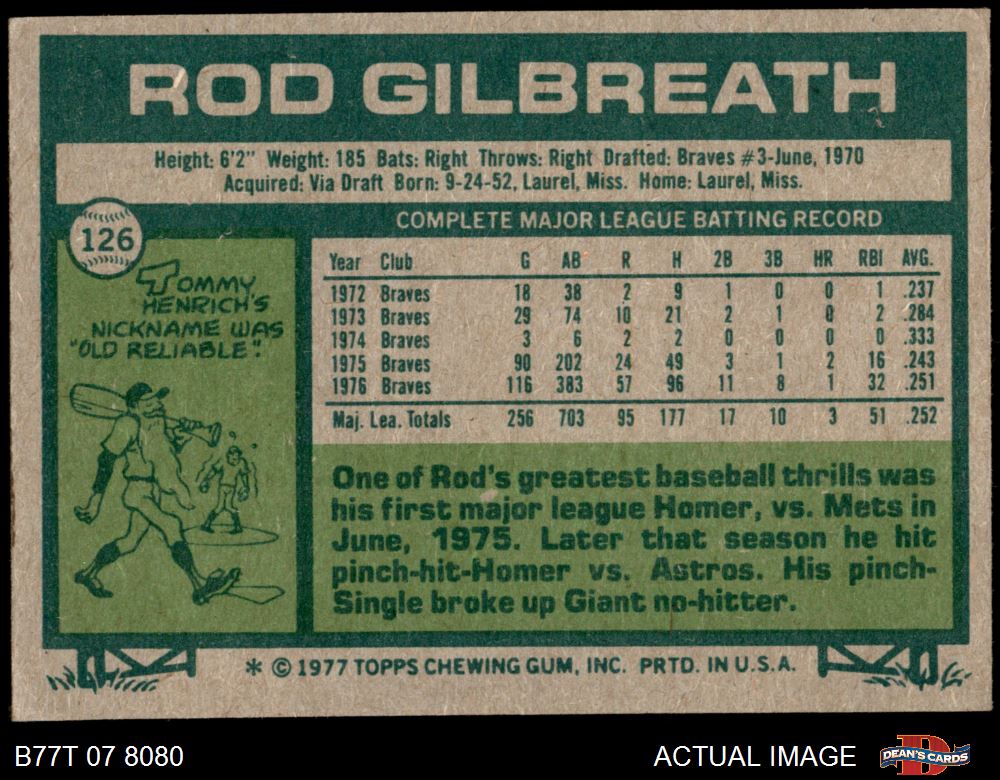 ROD GILBREATH
Height: 6'2" Weight: 185 Bats: Right Throws: Right Drafted: Braves #3-June, 1970
Acquired: Via Draft Born: 9-24-52, Laurel, Miss. Home: Laurel, Miss.
126
TOMMY
HENRICH'S
NICKNAME WAS
"OLD RELIABLE".
COMPLETE MAJOR LEAGUE BATTING RECORD
Year Club G AB R H 2B 3B HR RBI AVG.
1972 Braves 18 38 2 9 1 0 0 1 .237
1973 Braves 29 74 10 21 2 1 0 2 .284
1974 Braves 3 6 2 2 0 0 0 0 .333
1975 Braves 90 202 24 49 3 1 2 16 .243
1976 Braves 116 383 57 96 11 8 1 32 .251
Maj. Lea. Totals 256 703 95 177 17 10 3 51 .252
One of Rod's greatest baseball thrills was
his first major league Homer, vs. Mets in
June, 1975. Later that season he hit
pinch-hit-Homer vs. Astros. His pinch-
Single broke up Giant no-hitter.
* © 1977 TOPPS CHEWING GUM, INC. PRTD. IN U.S.A.
B77T 07 8080
ACTUAL IMAGE
D
DEAN'S CARDS